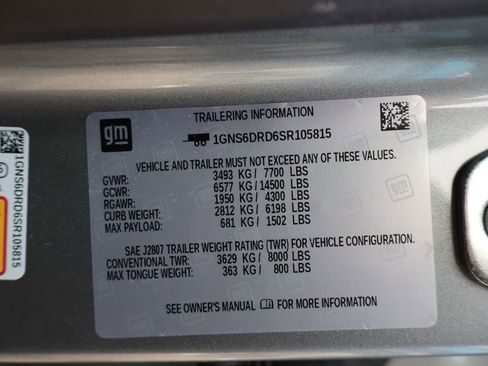 gm
TRAILERING INFORMATION
1GNS6DRD6SR105815
VEHICLE AND TRAILER MUST NOT EXCEED ANY OF THESE VALUES.
GVWR: 3493 KG / 7700 LBS
GCWR: 6577 KG / 14500 LBS
RGAWR: 1950 KG / 4300 LBS
CURB WEIGHT: 2812 KG / 6198 LBS
MAX PAYLOAD: 681 KG / 1502 LBS
SAE J2807 TRAILER WEIGHT RATING (TWR) FOR VEHICLE CONFIGURATION.
CONVENTIONAL TWR: 3629 KG / 8000 LBS
MAX TONGUE WEIGHT: 363 KG / 800 LBS
SEE OWNER'S MANUAL FOR MORE INFORMATION
1GNS6DRD6SR105815